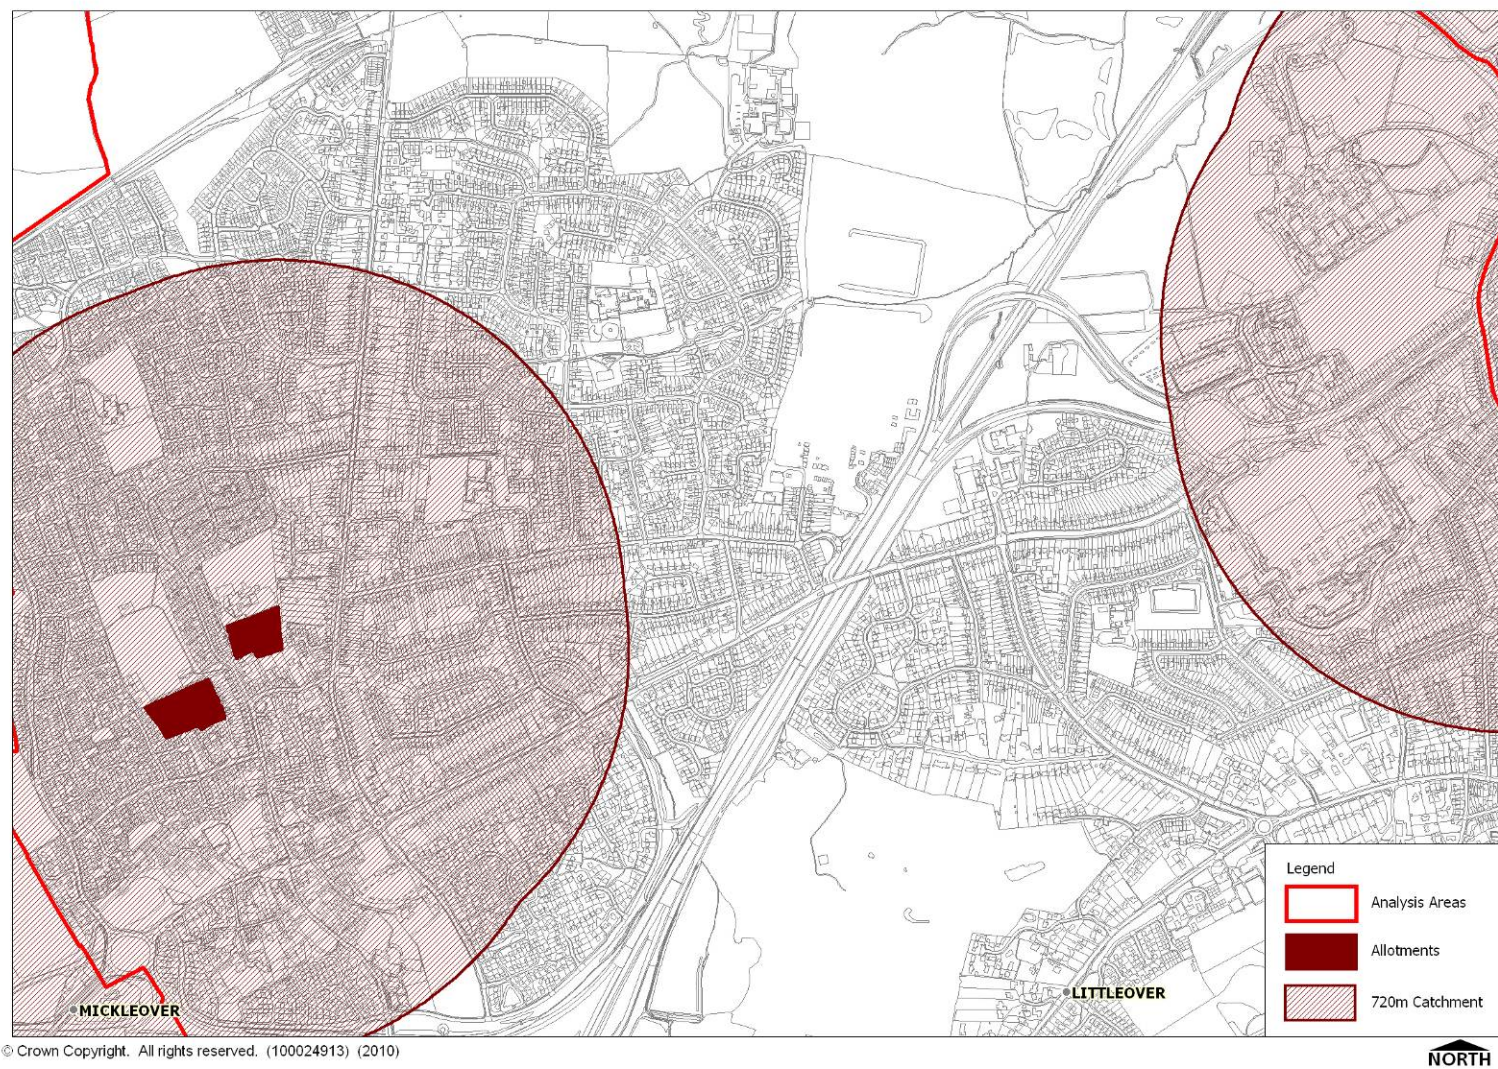 Legend
Analysis Areas
Allotments
720m Catchment
MICKLEOVER
LITTLEOVER
© Crown Copyright. All rights reserved. (100024913) (2010)
NORTH